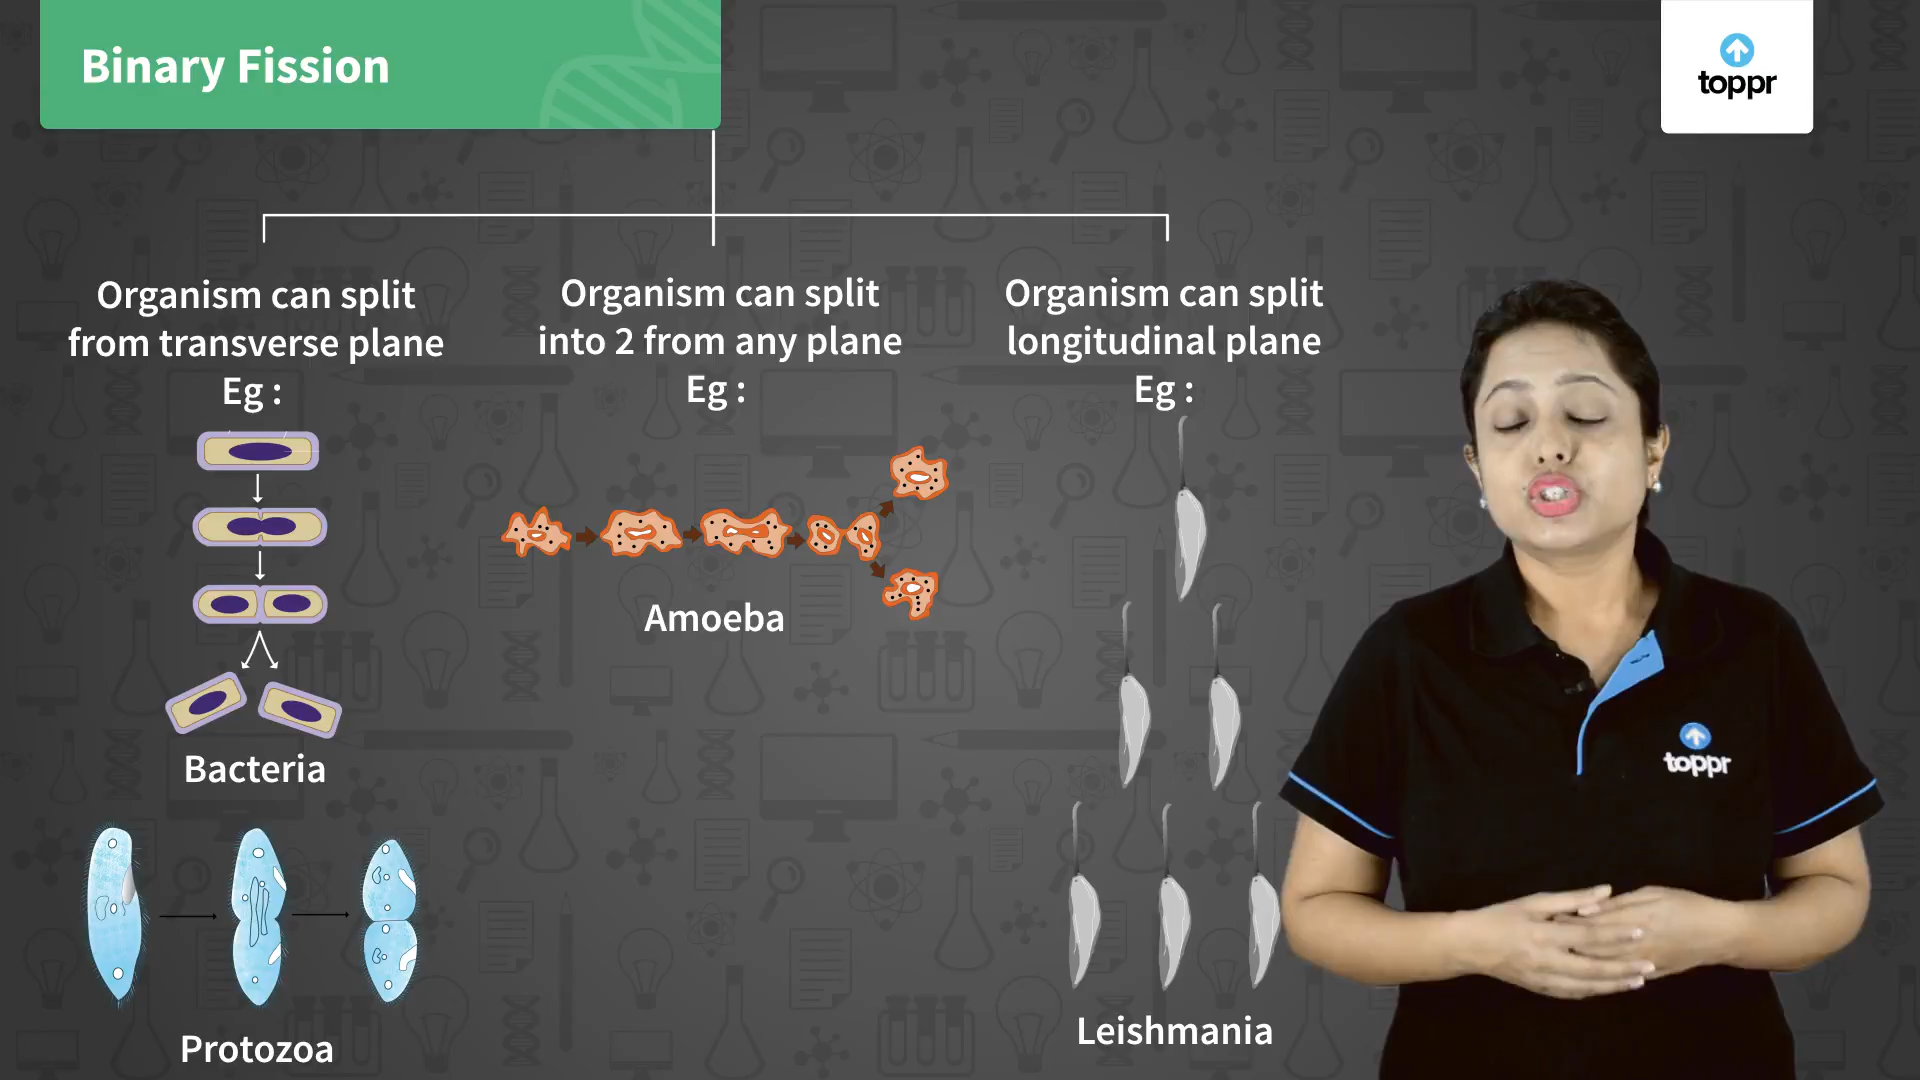 Binary Fission
toppr
Organism can split
from transverse plane
Eg :
Organism can split
into 2 from any plane
Eg :
Organism can split
longitudinal plane
Eg :
Bacteria
Amoeba
Protozoa
Leishmania
toppr